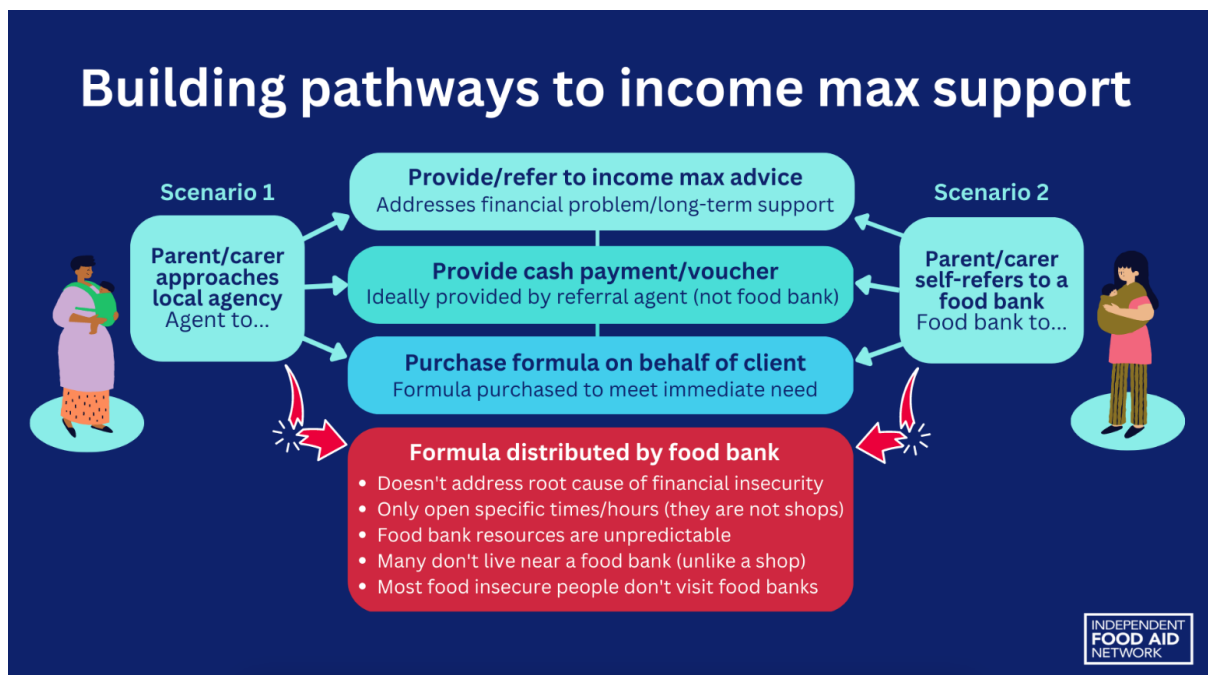 Building pathways to income max support
Scenario 1
Parent/carer
approaches
local agency
Agent to...
Provide/refer to income max advice
Addresses financial problem/long-term support
Provide cash payment/voucher
Ideally provided by referral agent (not food bank)
Purchase formula on behalf of client
Formula purchased to meet immediate need
Scenario 2
Parent/carer
self-refers to a
food bank
Food bank to...
Formula distributed by food bank
• Doesn't address root cause of financial insecurity
• Only open specific times/hours (they are not shops)
• Food bank resources are unpredictable
• Many don't live near a food bank (unlike a shop)
• Most food insecure people don't visit food banks
INDEPENDENT
FOOD AID
NETWORK